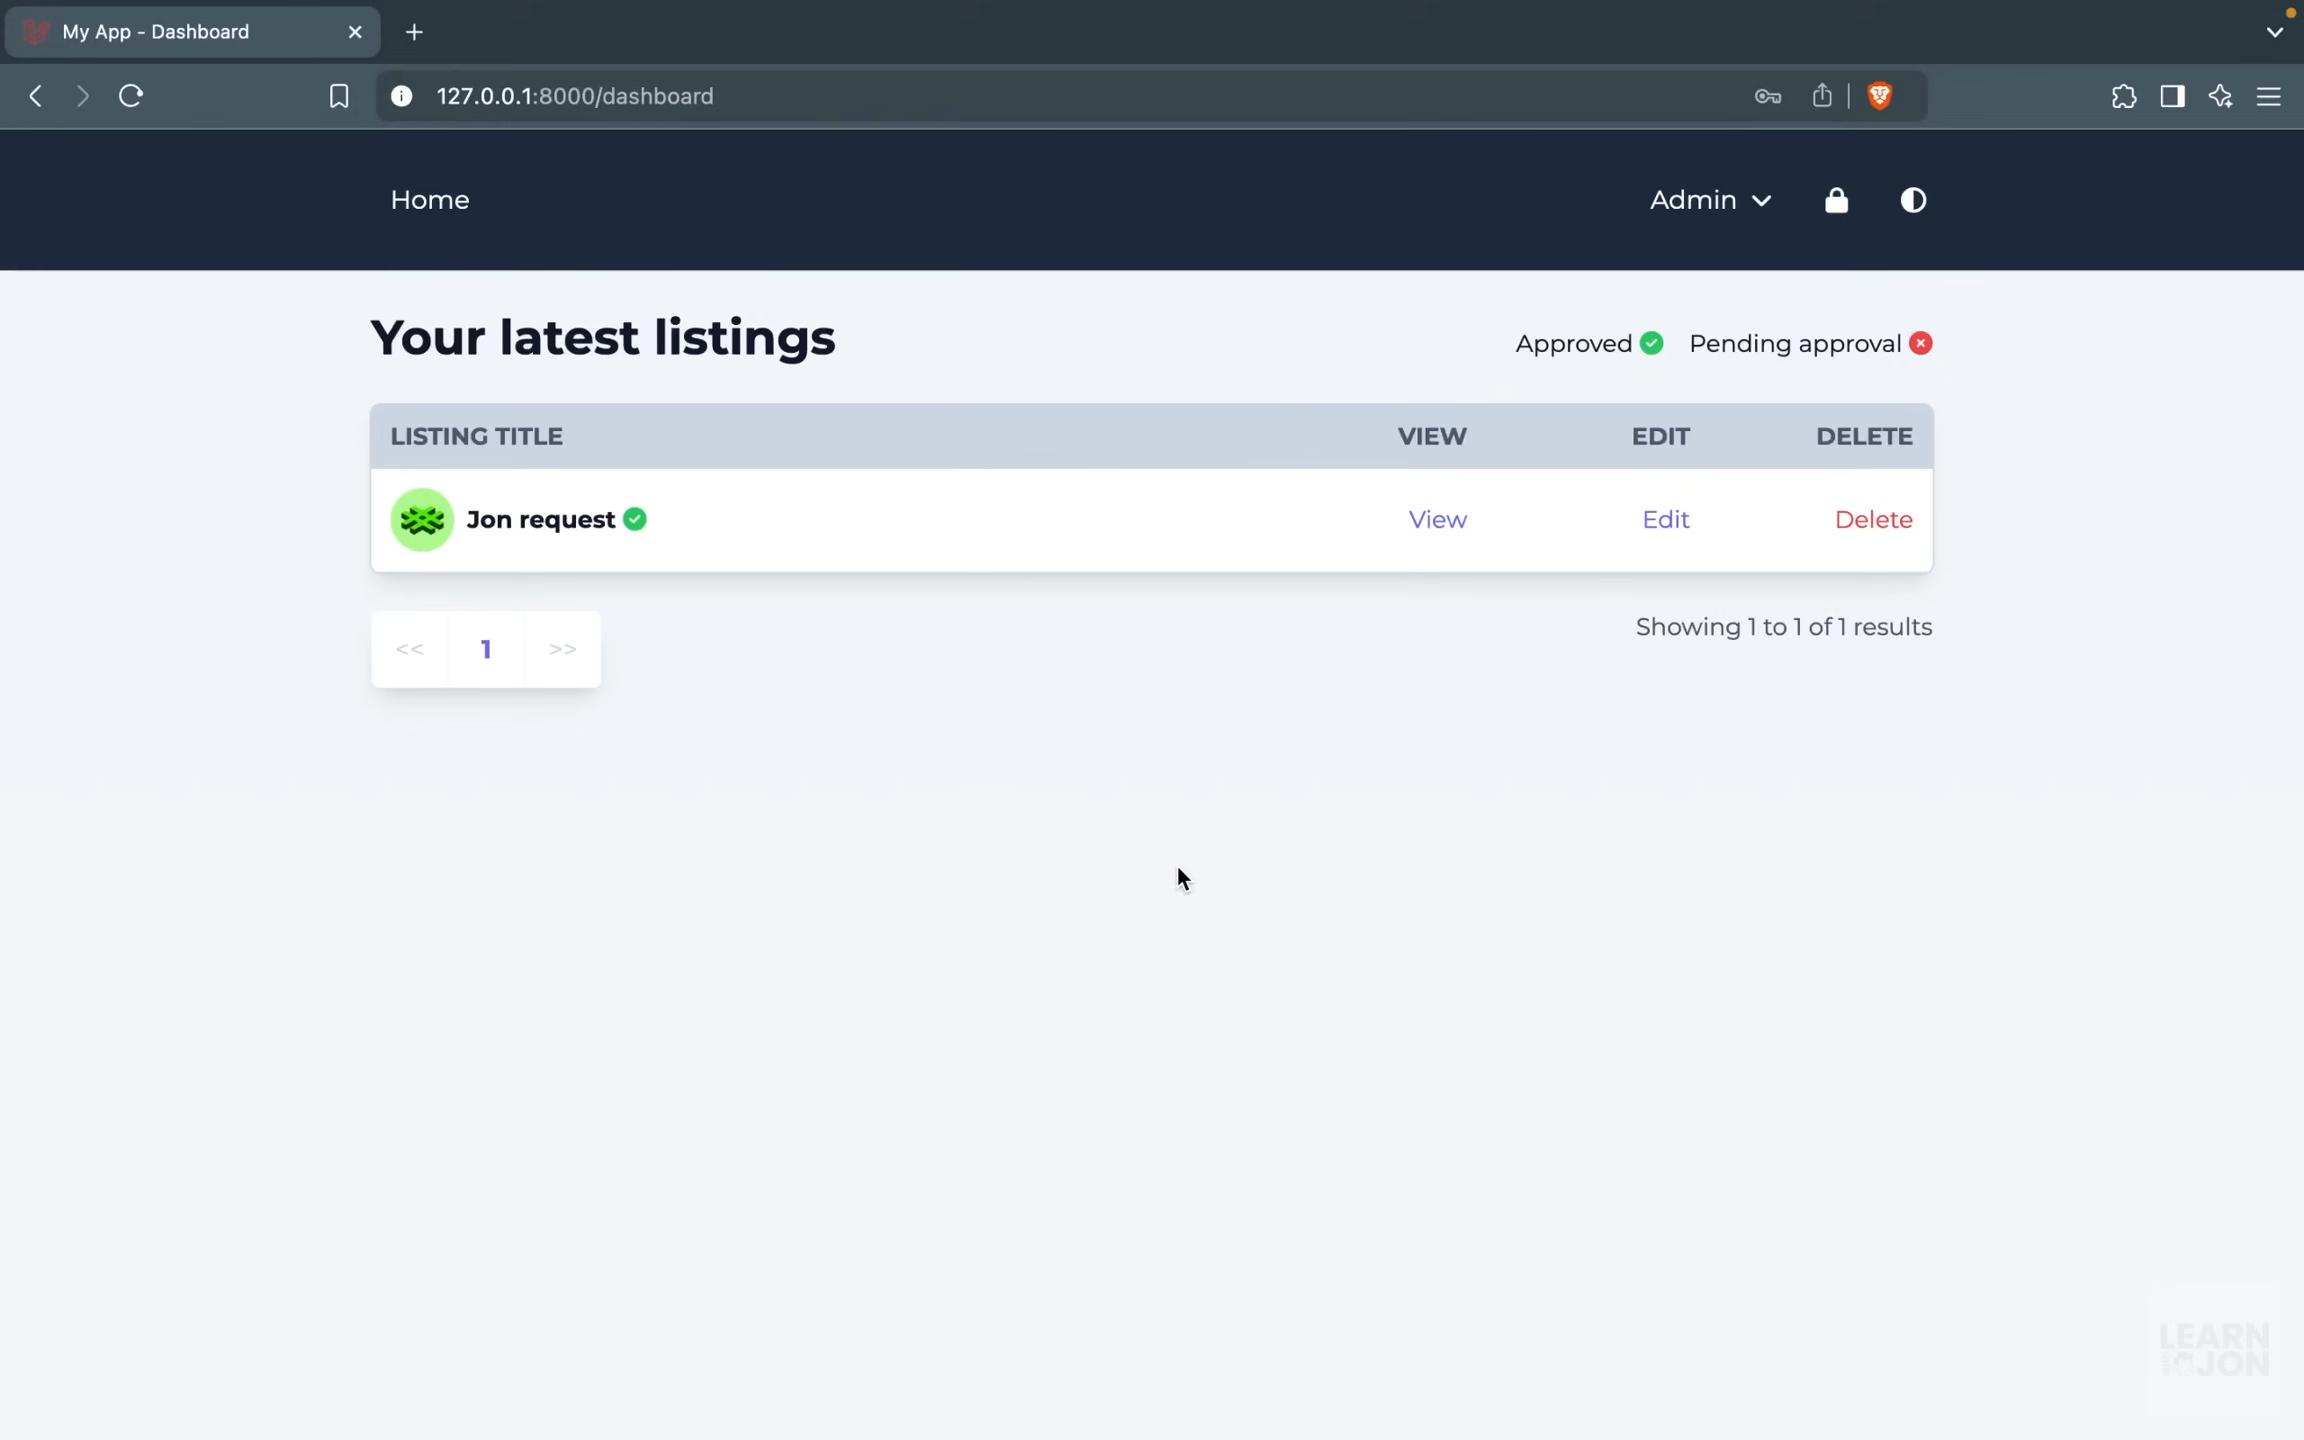 My App - Dashboard
127.0.0.1:8000/dashboard
Home
Admin
Your latest listings
Approved
Pending approval
LISTING TITLE
VIEW
EDIT
DELETE
Jon request
View
Edit
Delete
<<
1
>>
Showing 1 to 1 of 1 results
LEARN
JON